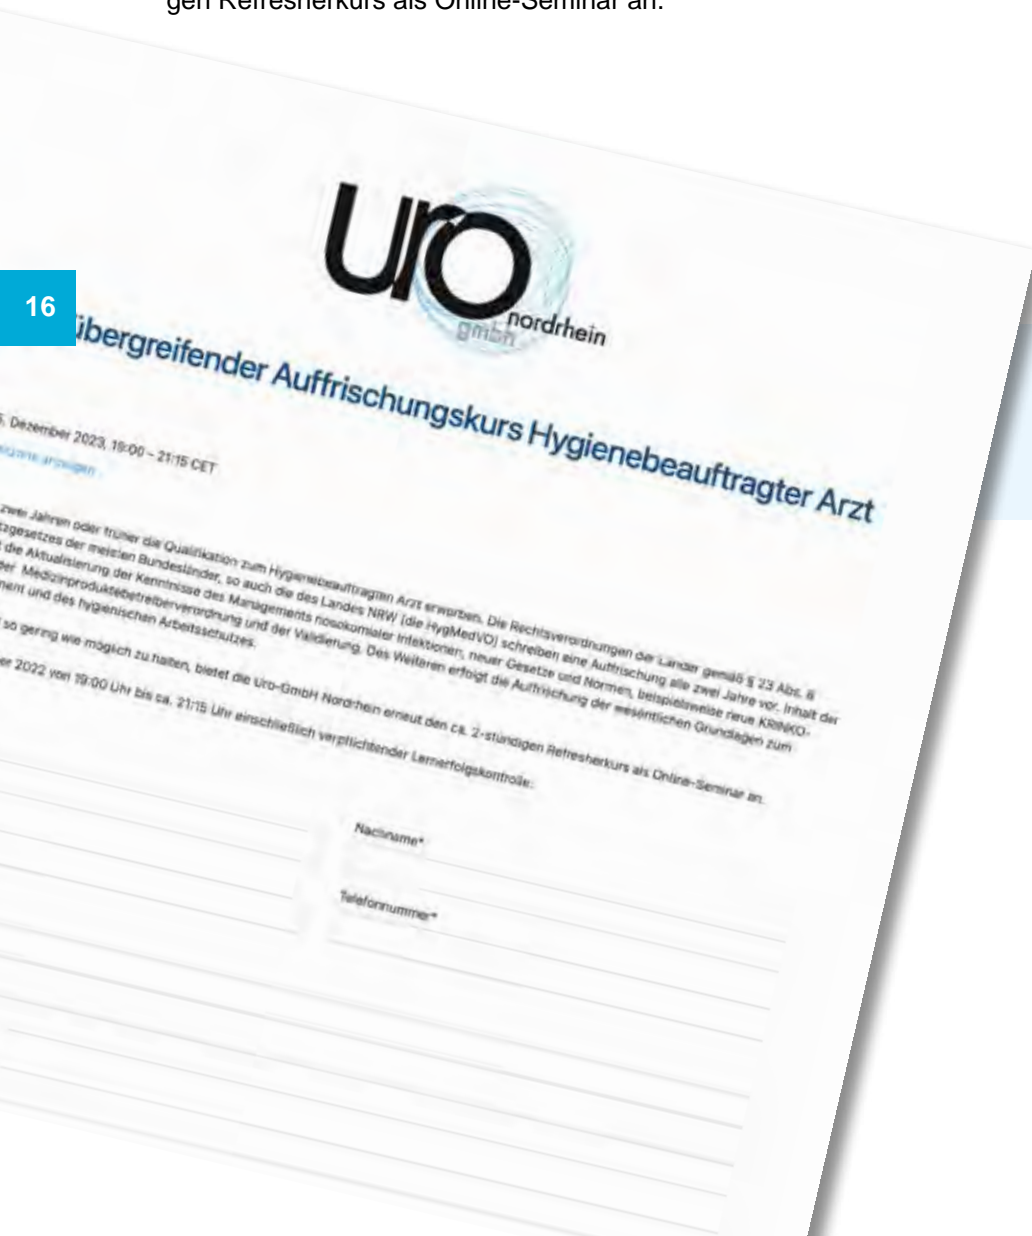 gen Refresherkurs als Online-Seminar an.
uro
nordrhein
gmbh
16
übergreifender Auffrischungskurs Hygienebeauftragter Arzt
5. Dezember 2023, 19:00 – 21:15 CET
anzeigen
zwei Jahren oder früher die Qualifikation zum Hygienebeauftragten Arzt erworben. Die Rechtsverordnungen der Länder gemäß § 23 Abs. 8
tzgesetzes der meisten Bundesländer, so auch die des Landes NRW (die HygMedVO) schreiben eine Auffrischung alle zwei Jahre vor. Inhalt der
t die Aktualisierung der Kenntnisse des Managements nosokomialer Infektionen, neuer Gesetze und Normen, beispielsweise neue KRINKO-
der Medizinproduktebetreiberverordnung und der Validierung. Des Weiteren erfolgt die Auffrischung der wesentlichen Grundlagen zum
ment und des hygienischen Arbeitsschutzes.
so gering wie möglich zu halten, bietet die Uro-GmbH Nordrhein erneut den ca. 2-stündigen Refresherkurs als Online-Seminar an.
er 2022 von 19:00 Uhr bis ca. 21:15 Uhr einschließlich verpflichtender Lernerfolgskontrolle.
Nachname*
Telefonnummer*